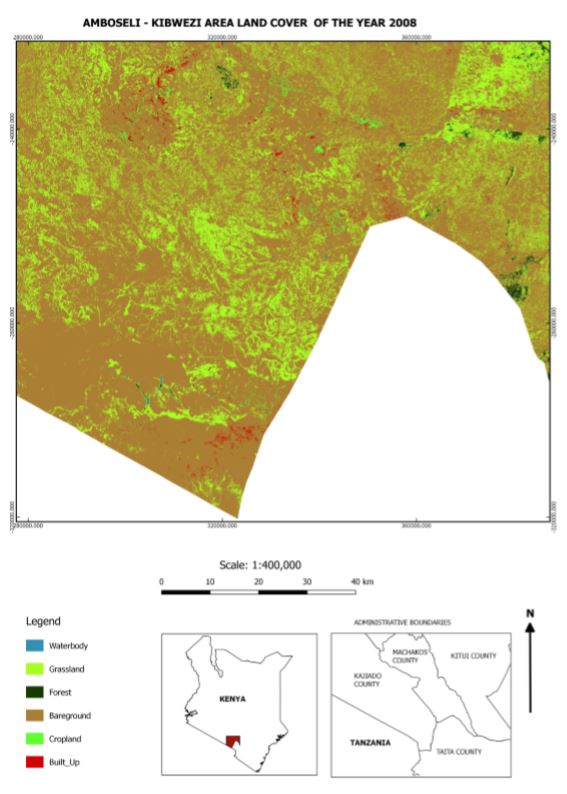 AMBOSELI - KIBWEZI AREA LAND COVER OF THE YEAR 2008
280000.000 320000.000 360000.000
-240000.000 -240000.000
-280000.000 -280000.000
-320000.000 -320000.000
280000.000 320000.000 360000.000
Scale: 1:400,000
0 10 20 30 40 km
Legend
Waterbody
Grassland
Forest
Bareground
Cropland
Built_Up
KENYA
ADMINISTRATIVE BOUNDARIES
MACHAKOS
COUNTY
KITUI COUNTY
KAJIADO
COUNTY
TANZANIA
TAITA COUNTY
N